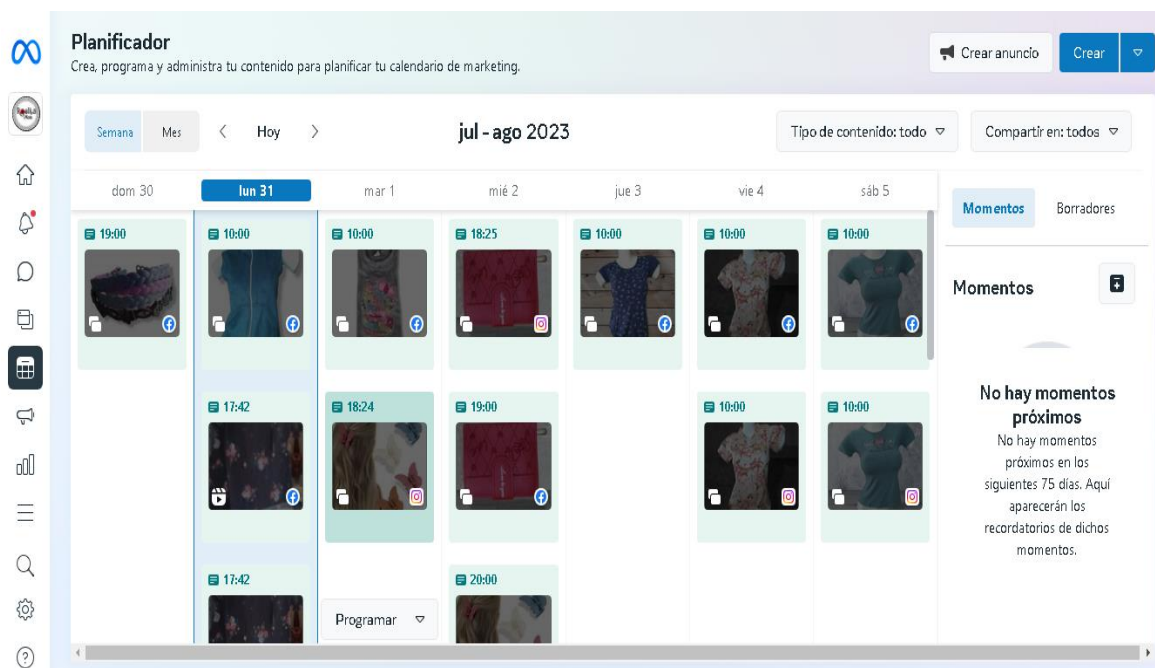 Planificador
Crea, programa y administra tu contenido para planificar tu calendario de marketing.
Crear anuncio
Crear
Semana
Mes
Hoy
jul - ago 2023
Tipo de contenido: todo
Compartir en: todos
dom 30
lun 31
mar 1
mié 2
jue 3
vie 4
sáb 5
Momentos
Borradores
19:00
10:00
10:00
18:25
10:00
10:00
10:00
Momentos
17:42
18:24
19:00
10:00
10:00
No hay momentos
próximos
No hay momentos
próximos en los
siguientes 75 días. Aquí
aparecerán los
recordatorios de dichos
momentos.
17:42
20:00
Programar